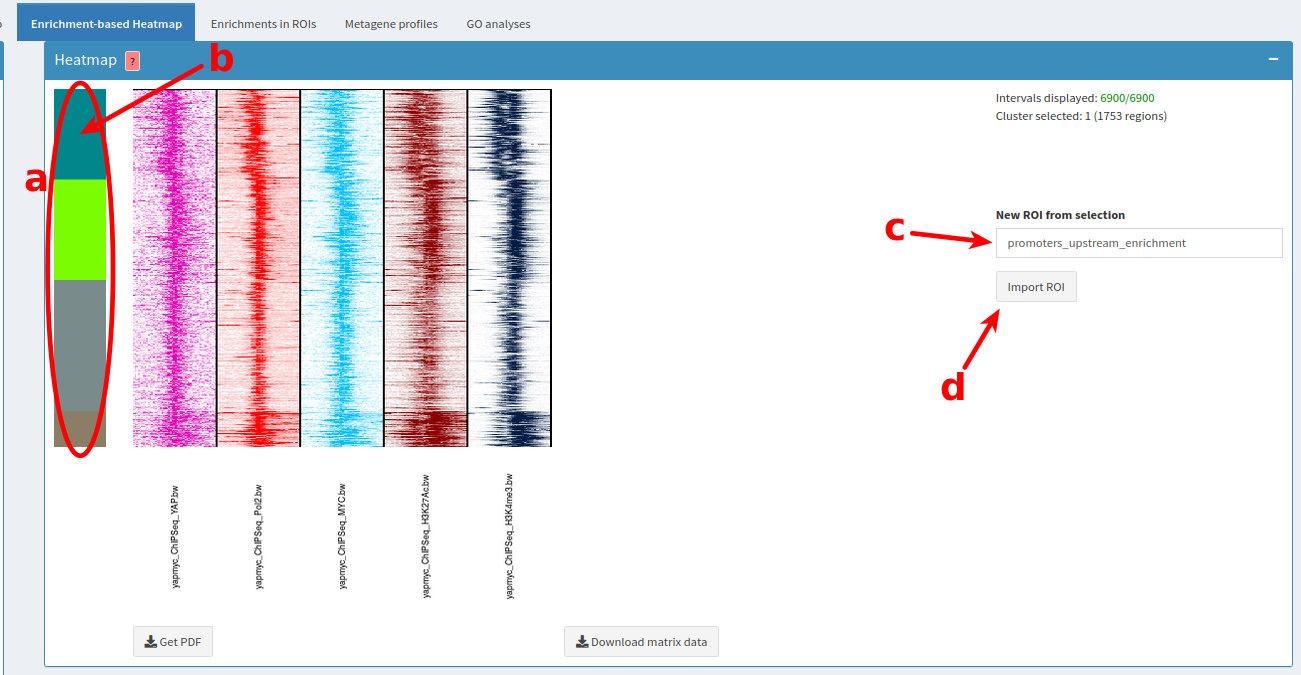 Enrichment-based Heatmap Enrichments in ROIs Metagene profiles GO analyses
Heatmap ?
b
a
Intervals displayed: 6900/6900
Cluster selected: 1 (1753 regions)
New ROI from selection
c
promoters_upstream_enrichment
Import ROI
d
yapmyc_ChIPSeq_YAP.bw
yapmyc_ChIPSeq_Pol2.bw
yapmyc_ChIPSeq_MYC.bw
yapmyc_ChIPSeq_H3K27Ac.bw
yapmyc_ChIPSeq_H3K4me3.bw
Get PDF
Download matrix data